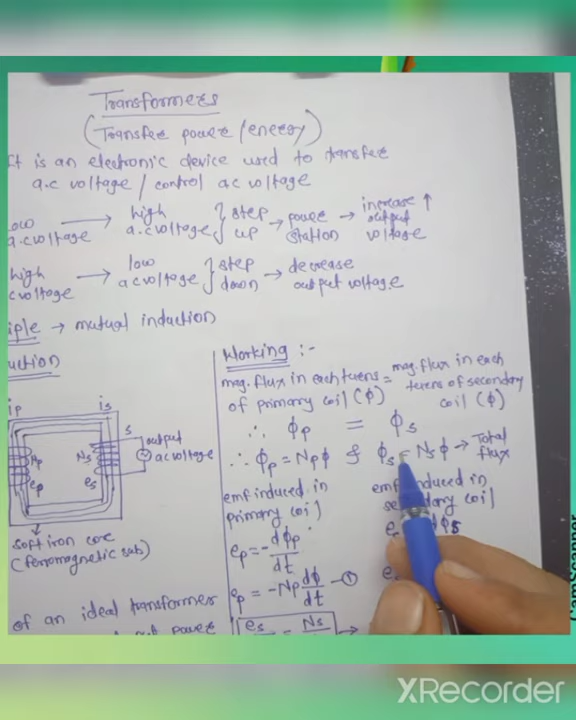 Transformers
(Transfer power/energy)
It is an electronic device used to transfer
a.c voltage / control ac voltage
low a.c voltage → high a.c voltage } step up → power station → increase ↑ output voltage
high c voltage → low ac voltage } step down → decrease output voltage
iple → mutual induction
uction
ip is
s
output
ac voltage
Np Ns
ep es
soft iron core
(ferromagnetic sub)
of an ideal transformer
Working :-
mag. flux in each turns = mag. flux in each
of primary coil (ϕ) turns of secondary
coil (ϕ)
∴ ϕp = ϕs
∴ ϕp = Npϕ & ϕs = Nsϕ → Total flux
emf induced in
primary coil
emf induced in
coil
ep = -dϕp/dt
ep = -Np dϕ/dt —①
es = Ns
CamScanner
XRecorder